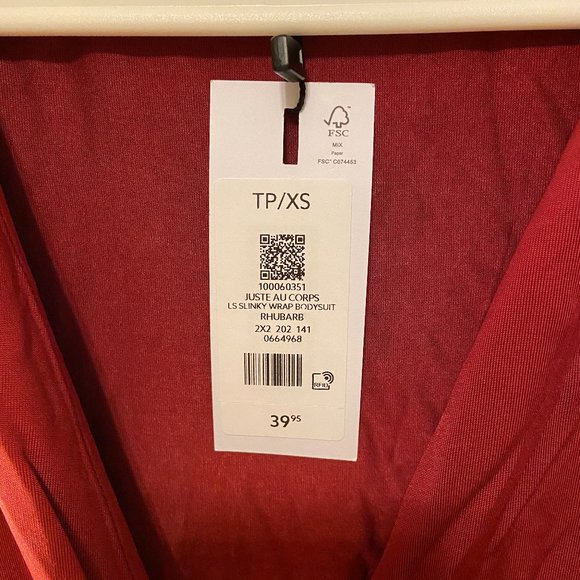 FSC
MIX
Paper
FSC® C074453
TP/XS
100060351
JUSTE AU CORPS
LS SLINKY WRAP BODYSUIT
RHUBARB
2X2 202 141
0664968
RFID
39⁹⁵